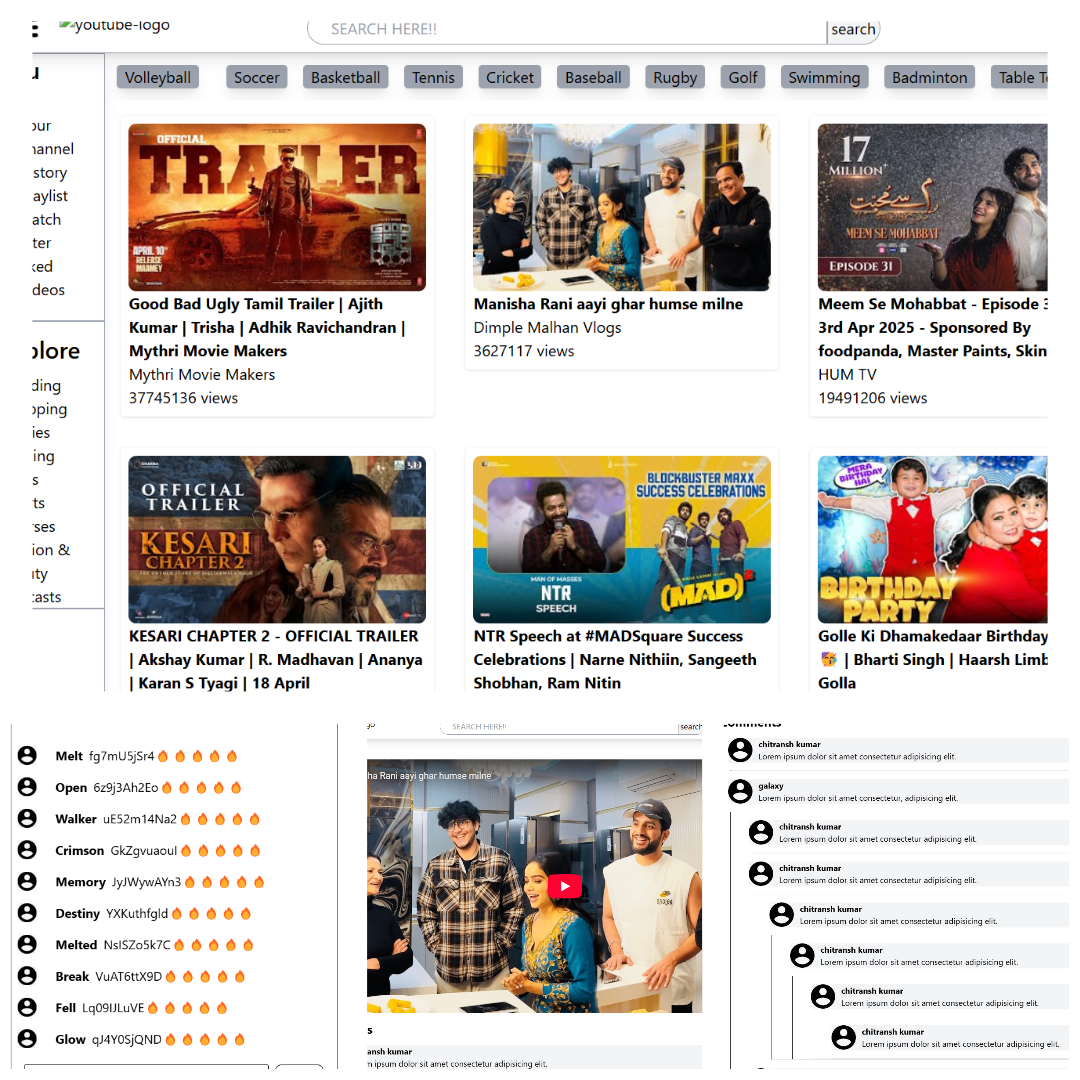 youtube-logo
SEARCH HERE!!
search
Volleyball
Soccer
Basketball
Tennis
Cricket
Baseball
Rugby
Golf
Swimming
Badminton
Table T
u
our
hannel
story
aylist
atch
ter
ked
deos
plore
ding
pping
ies
ing
s
ts
rses
ion &
uty
casts
OFFICIAL
TRAILER
APRIL 10
RELEASE
MAAMEY
Good Bad Ugly Tamil Trailer | Ajith
Kumar | Trisha | Adhik Ravichandran |
Mythri Movie Makers
Mythri Movie Makers
37745136 views
Manisha Rani aayi ghar humse milne
Dimple Malhan Vlogs
3627117 views
17
MILLION+
MEEM SE MOHABBAT
EPISODE 31
Meem Se Mohabbat - Episode 3
3rd Apr 2025 - Sponsored By
foodpanda, Master Paints, Skin
HUM TV
19491206 views
OFFICIAL
TRAILER
KESARI
CHAPTER 2
KESARI CHAPTER 2 - OFFICIAL TRAILER
| Akshay Kumar | R. Madhavan | Ananya
| Karan S Tyagi | 18 April
BLOCKBUSTER MAXX
SUCCESS CELEBRATIONS
MAN OF MASSES
NTR
SPEECH
(MAD)
NTR Speech at #MADSquare Success
Celebrations | Narne Nithiin, Sangeeth
Shobhan, Ram Nitin
MERA
BIRTHDAY
HAI
BIRTHDAY
PARTY
Golle Ki Dhamakedaar Birthday
🥳 | Bharti Singh | Haarsh Limb
Golla
Melt fg7mU5jSr4🔥 🔥 🔥 🔥 🔥
Open 6z9j3Ah2Eo🔥 🔥 🔥 🔥 🔥
Walker uE52m14Na2🔥 🔥 🔥 🔥 🔥
Crimson GkZgvuaouI🔥 🔥 🔥 🔥 🔥
Memory JyJWywAYn3🔥 🔥 🔥 🔥 🔥
Destiny YXKuthfgId🔥 🔥 🔥 🔥 🔥
Melted NsISZo5k7C🔥 🔥 🔥 🔥 🔥
Break VuAT6ttX9D🔥 🔥 🔥 🔥 🔥
Fell Lq09IJLuVE🔥 🔥 🔥 🔥 🔥
Glow qJ4Y0SjQND🔥 🔥 🔥 🔥 🔥
go
SEARCH HERE!!
search
ha Rani aayi ghar humse milne
s
ansh kumar
m ipsum dolor sit amet consectetur adipisicing elit.
comments
chitransh kumar
Lorem ipsum dolor sit amet consectetur adipisicing elit.
galaxy
Lorem ipsum dolor sit amet consectetur, adipisicing elit.
chitransh kumar
Lorem ipsum dolor sit amet consectetur adipisicing elit.
chitransh kumar
Lorem ipsum dolor sit amet consectetur adipisicing elit.
chitransh kumar
Lorem ipsum dolor sit amet consectetur adipisicing elit.
chitransh kumar
Lorem ipsum dolor sit amet consectetur adipisicing elit.
chitransh kumar
Lorem ipsum dolor sit amet consectetur adipisicing elit.
chitransh kumar
Lorem ipsum dolor sit amet consectetur adipisicing elit.